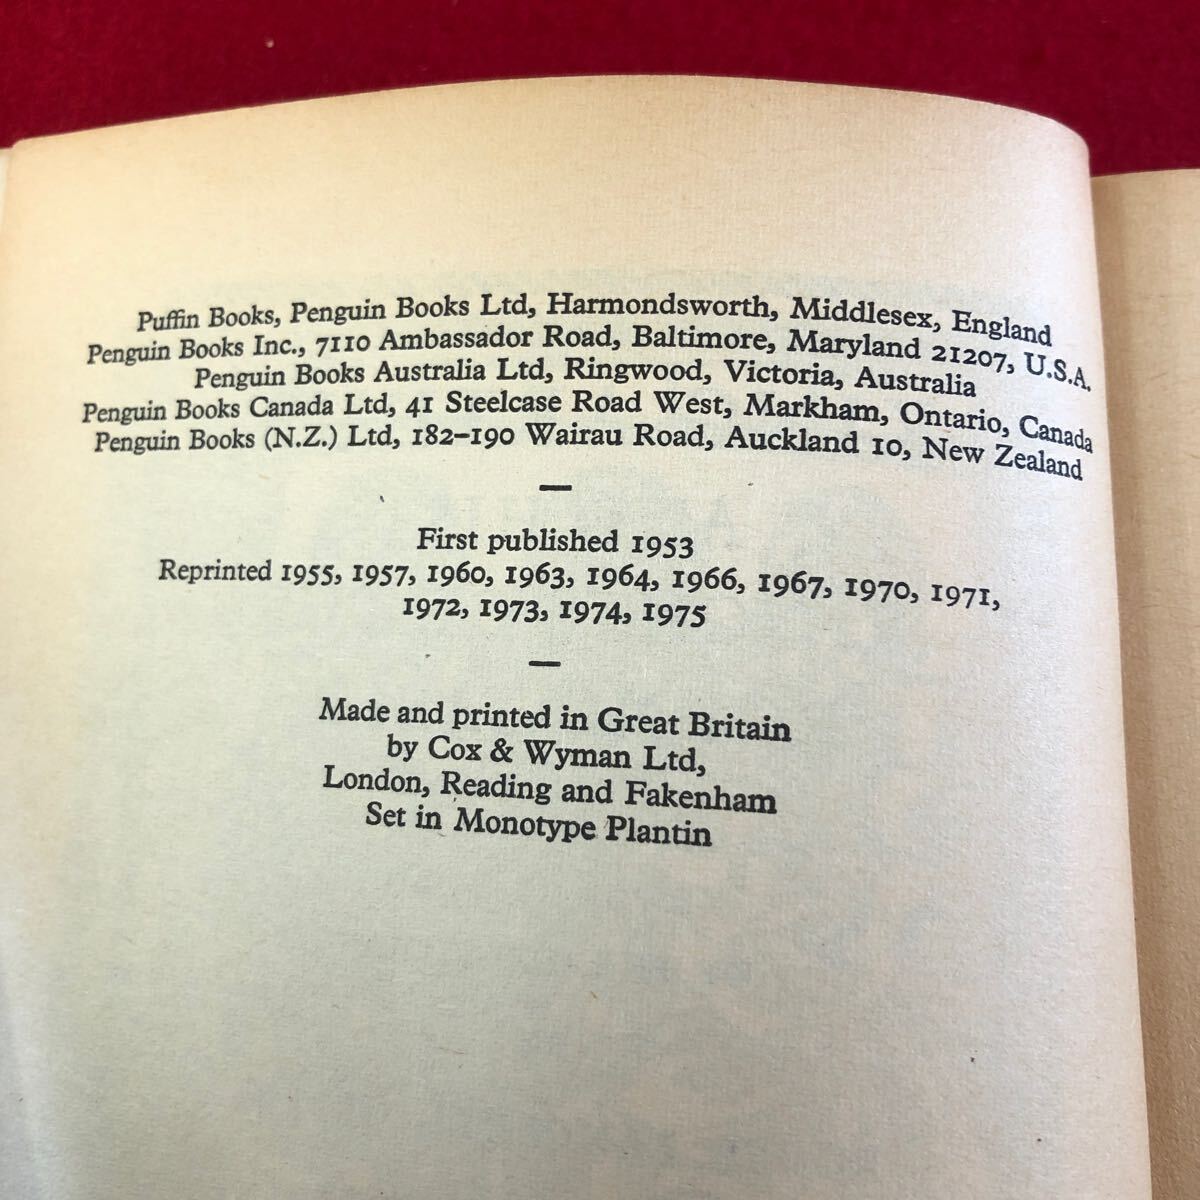 Puffin Books, Penguin Books Ltd, Harmondsworth, Middlesex, England
Penguin Books Inc., 7110 Ambassador Road, Baltimore, Maryland 21207, U.S.A.
Penguin Books Australia Ltd, Ringwood, Victoria, Australia
Penguin Books Canada Ltd, 41 Steelcase Road West, Markham, Ontario, Canada
Penguin Books (N.Z.) Ltd, 182–190 Wairau Road, Auckland 10, New Zealand
—
First published 1953
Reprinted 1955, 1957, 1960, 1963, 1964, 1966, 1967, 1970, 1971,
1972, 1973, 1974, 1975
—
Made and printed in Great Britain
by Cox & Wyman Ltd,
London, Reading and Fakenham
Set in Monotype Plantin